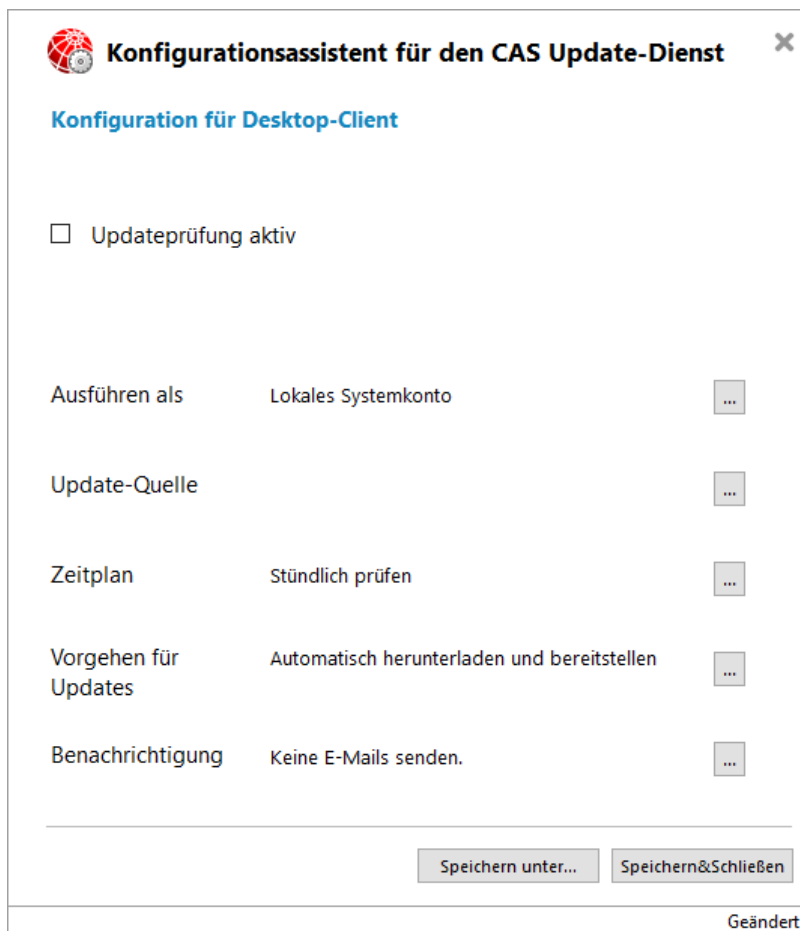 Konfigurationsassistent für den CAS Update-Dienst
Konfiguration für Desktop-Client
Updateprüfung aktiv
Ausführen als Lokales Systemkonto ...
Update-Quelle ...
Zeitplan Stündlich prüfen ...
Vorgehen für Automatisch herunterladen und bereitstellen ...
Updates
Benachrichtigung Keine E-Mails senden. ...
Speichern unter... Speichern&Schließen
Geändert